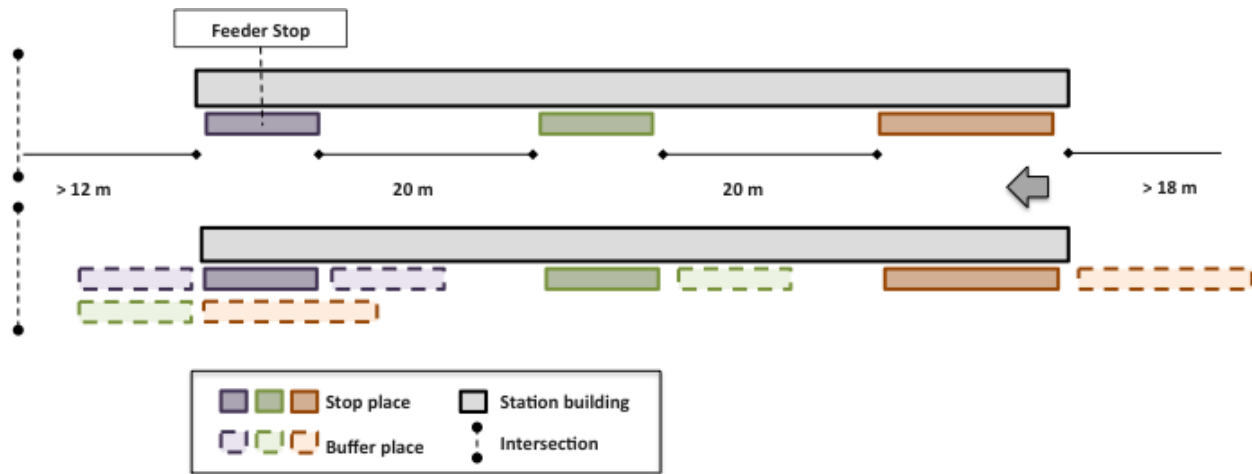 Feeder Stop
> 12 m
20 m
20 m
> 18 m
Stop place
Station building
Buffer place
Intersection